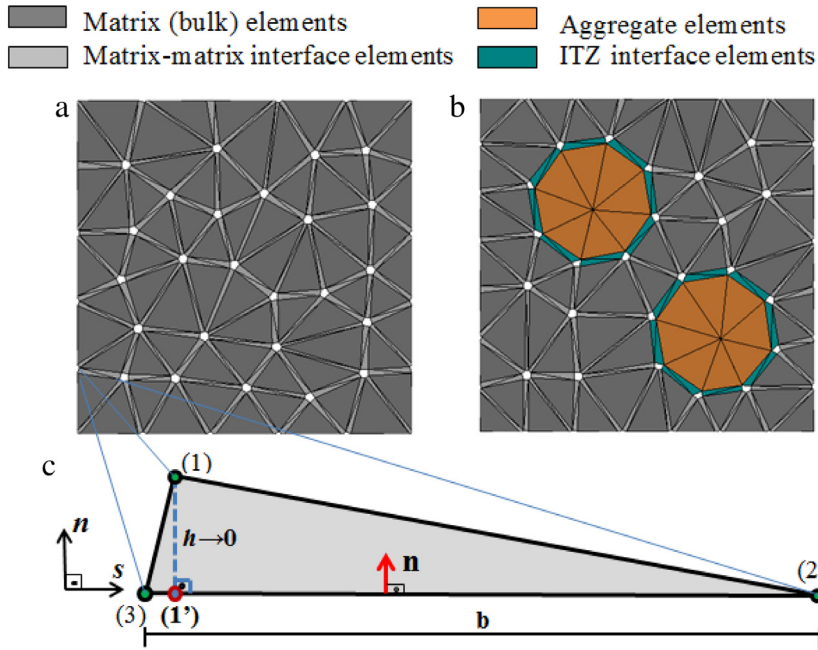 Matrix (bulk) elements
Aggregate elements
Matrix-matrix interface elements
ITZ interface elements
a
b
c
(1)
n
h→0
n
s
(3)
(1')
(2
b